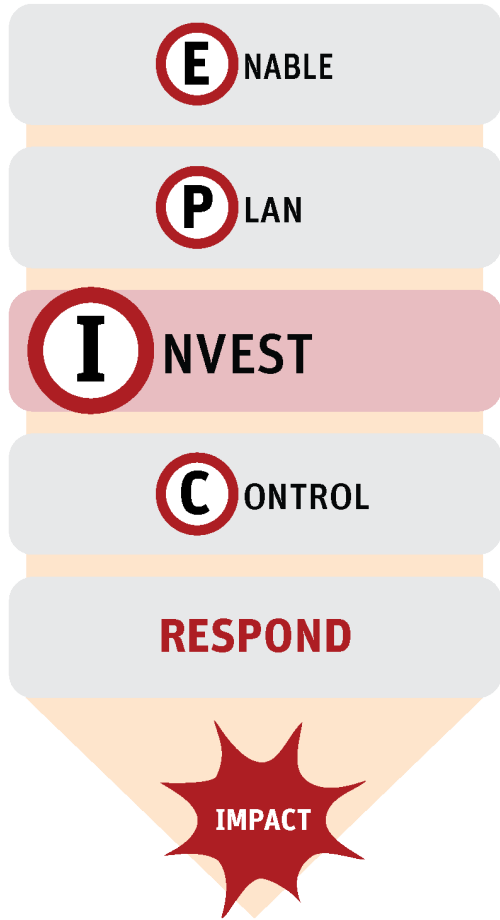 ENABLE
PLAN
INVEST
CONTROL
RESPOND
IMPACT